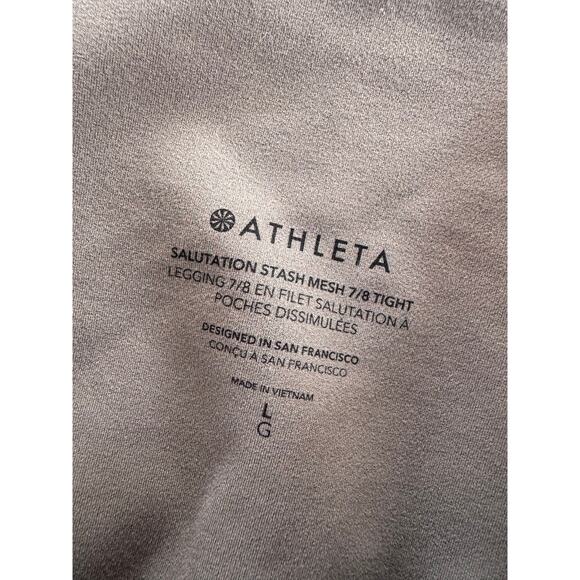 ATHLETA
SALUTATION STASH MESH 7/8 TIGHT
LEGGING 7/8 EN FILET SALUTATION À
POCHES DISSIMULÉES
DESIGNED IN SAN FRANCISCO
CONÇU À SAN FRANCISCO
MADE IN VIETNAM
L
G